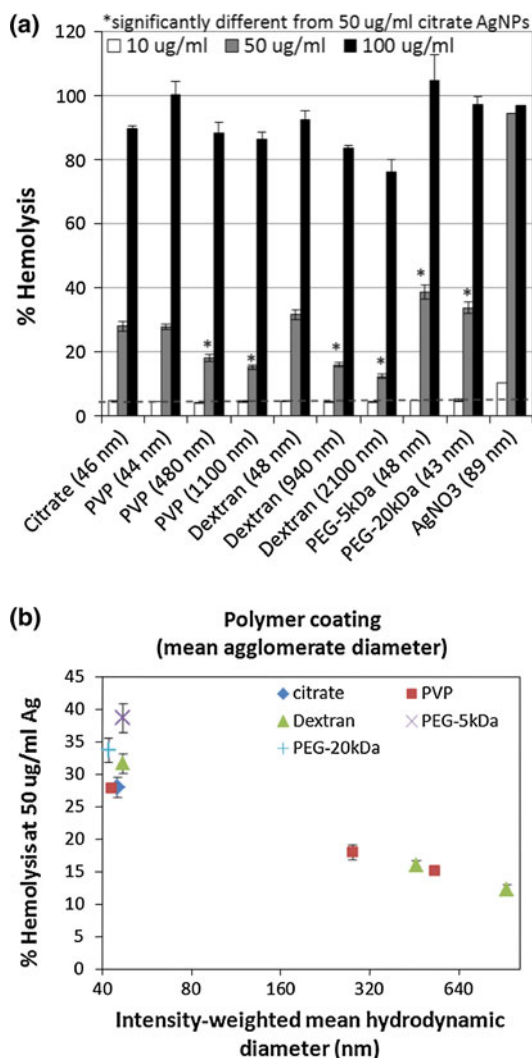 (a)
*significantly different from 50 ug/ml citrate AgNPs
10 ug/ml 50 ug/ml 100 ug/ml
120
100
80
60
40
20
0
% Hemolysis
* * * * * *
Citrate (46 nm)
PVP (44 nm)
PVP (480 nm)
PVP (1100 nm)
Dextran (48 nm)
Dextran (940 nm)
Dextran (2100 nm)
PEG-5kDa (48 nm)
PEG-20kDa (43 nm)
AgNO3 (89 nm)
(b)
Polymer coating
(mean agglomerate diameter)
citrate PVP
Dextran PEG-5kDa
PEG-20kDa
45
40
35
30
25
20
15
10
5
0
% Hemolysis at 50 ug/ml Ag
40 80 160 320 640
Intensity-weighted mean hydrodynamic
diameter (nm)